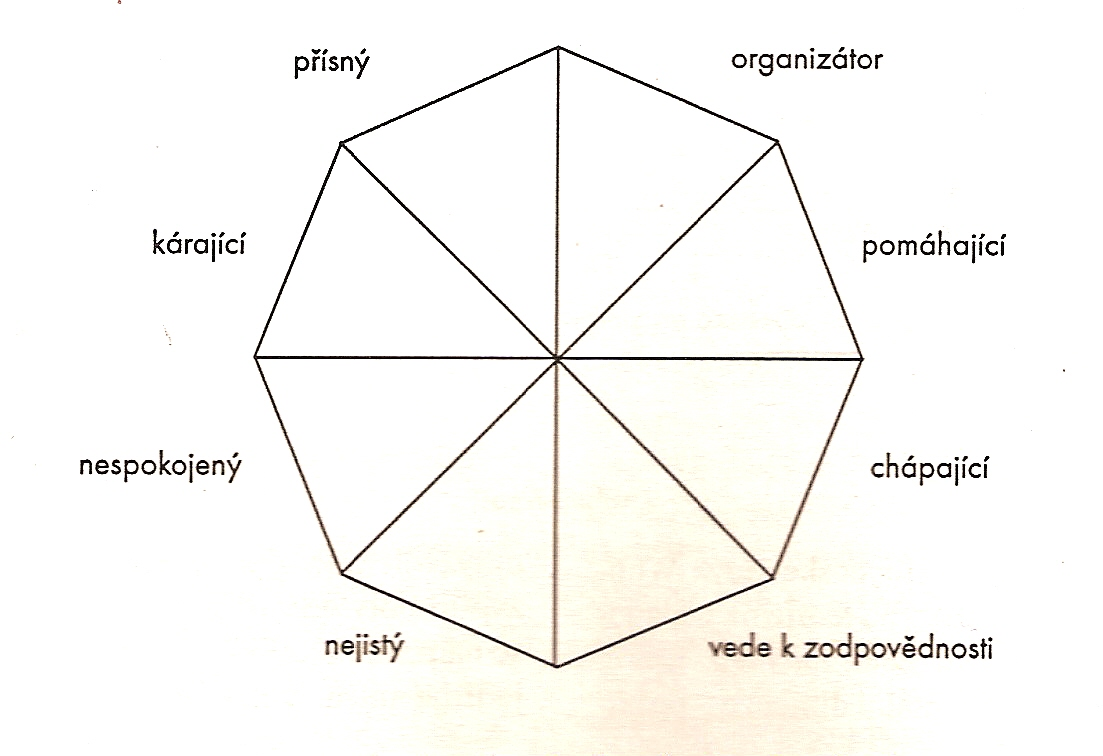 přísný
organizátor
kárající
pomáhající
nespokojený
chápající
nejistý
vede k zodpovědnosti